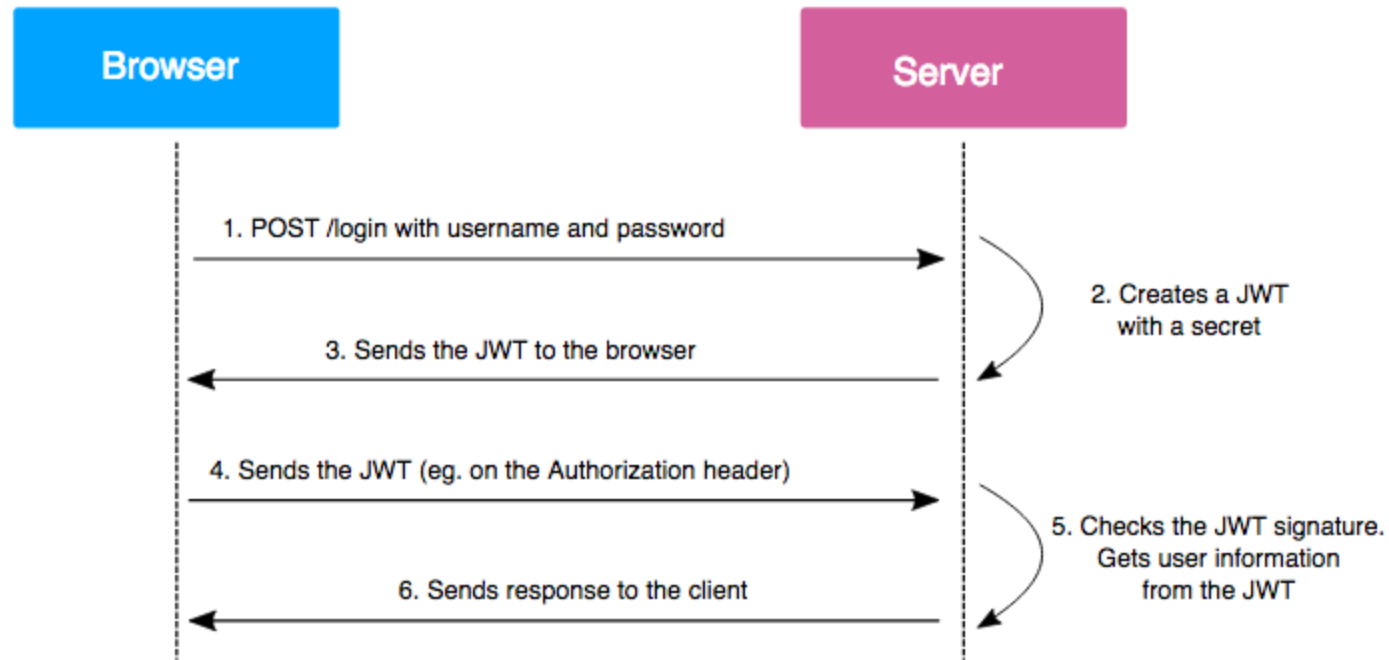 Browser
Server
1. POST /login with username and password
2. Creates a JWT
with a secret
3. Sends the JWT to the browser
4. Sends the JWT (eg. on the Authorization header)
5. Checks the JWT signature.
Gets user information
from the JWT
6. Sends response to the client